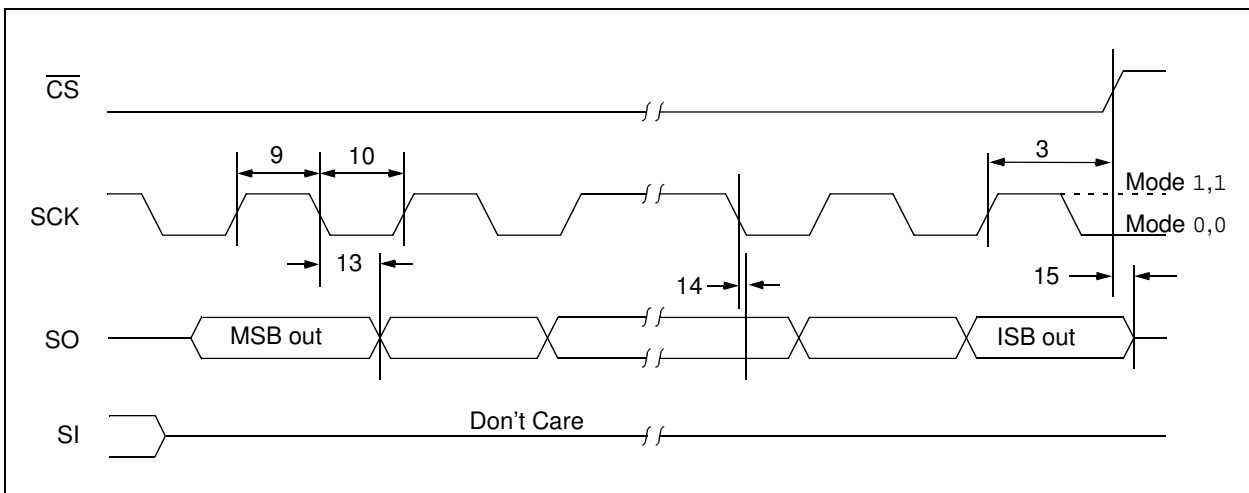 CS
9
10
3
SCK
Mode 1,1
Mode 0,0
13
14
15
SO
MSB out
ISB out
SI
Don't Care